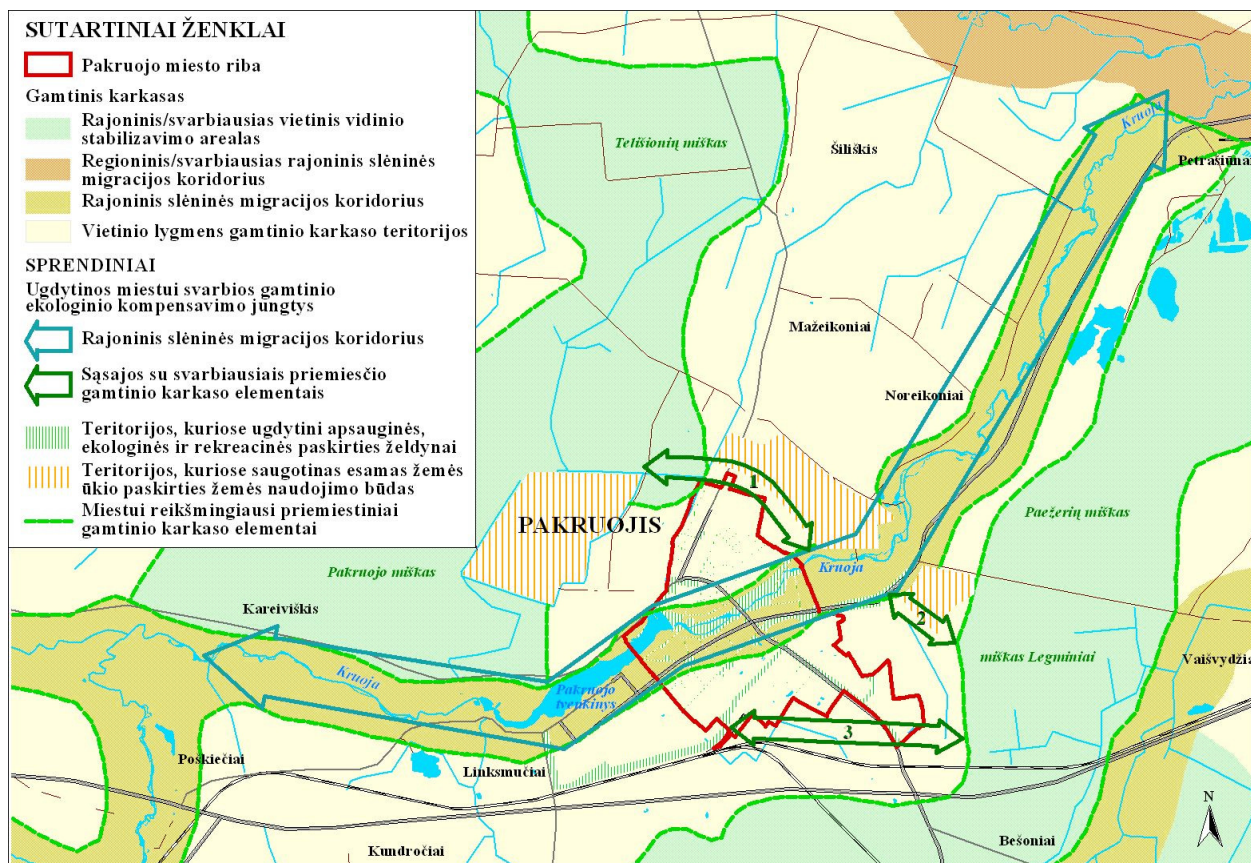 SUTARTINIAI ŽENKLAI
Pakruojo miesto riba
Gamtinis karkasas
Rajoninis/svarbiausias vietinis vidinio
stabilizavimo arealas
Regioninis/svarbiausias rajoninis slėninės
migracijos koridorius
Rajoninis slėninės migracijos koridorius
Vietinio lygmens gamtinio karkaso teritorijos
SPRENDINIAI
Ugdytinos miestui svarbios gamtinio
ekologinio kompensavimo jungtys
Rajoninis slėninės migracijos koridorius
Sąsajos su svarbiausiais priemiesčio
gamtinio karkaso elementais
Teritorijos, kuriose ugdytini apsauginės,
ekologinės ir rekreacinės paskirties želdynai
Teritorijos, kuriose saugotinas esamas žemės
ūkio paskirties žemės naudojimo būdas
Miestui reikšmingiausi priemiestiniai
gamtinio karkaso elementai
Kruoja
Telišionių miškas
Šiliškis
Petrašiūnai
Mažeikoniai
Noreikoniai
1
PAKRUOJIS
Paežerių miškas
Kruoja
Pakruojo miškas
Kareiviškis
2
miškas Legminiai
Vaišvydžiai
Kruoja
Pakruojo
tvenkinys
3
Poškiečiai
Linksmučiai
N
Bešoniai
Kundročiai